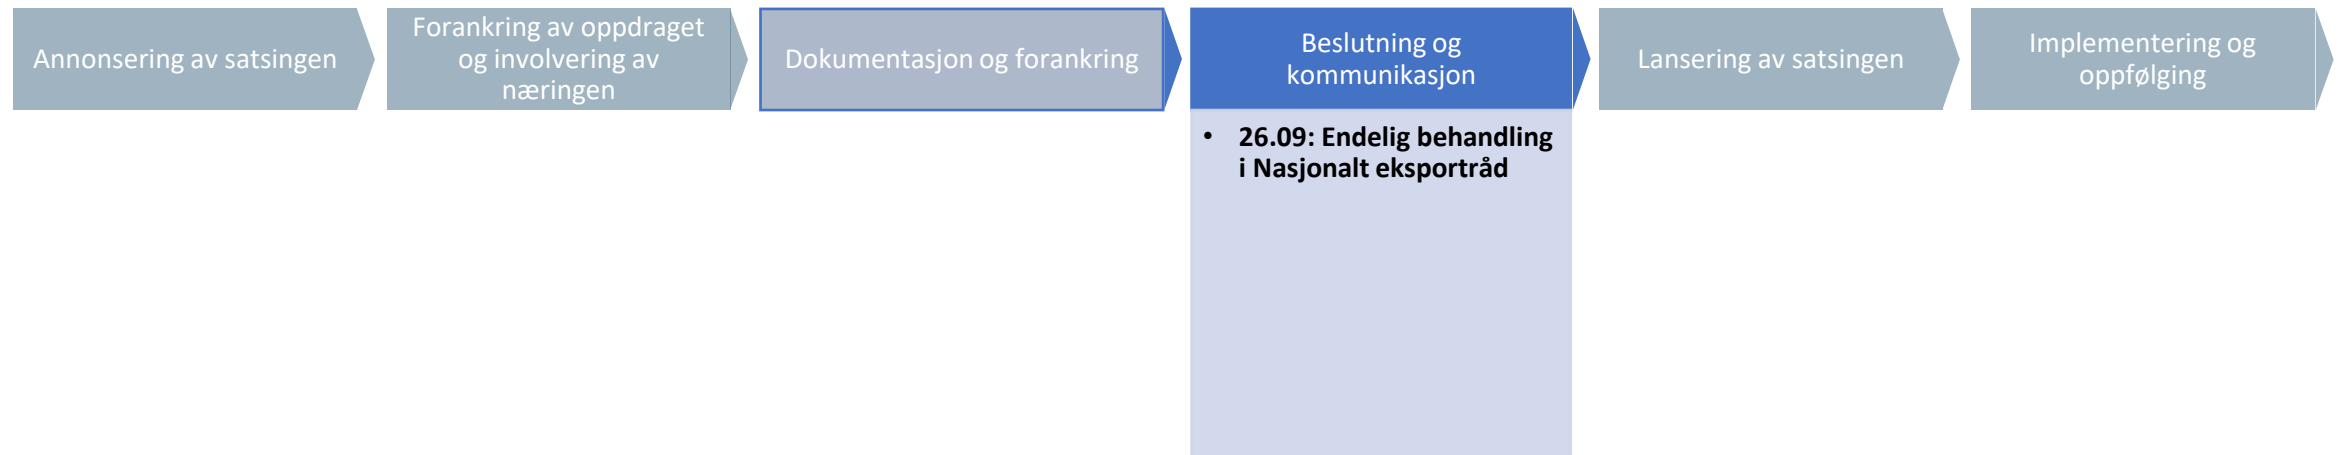 Annonsering av satsingen
Forankring av oppdraget
og involvering av
næringen
Dokumentasjon og forankring
Beslutning og
kommunikasjon
• 26.09: Endelig behandling
i Nasjonalt eksportråd
Lansering av satsingen
Implementering og
oppfølging